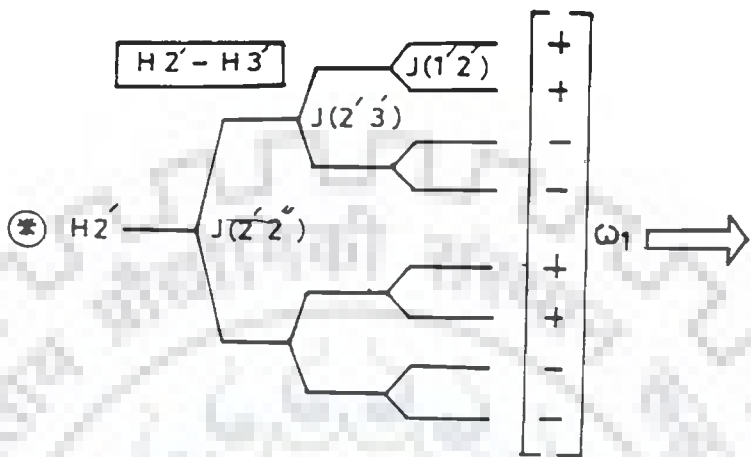 H2′ – H3′
J(1′2′)
J(2′3′)
* H2′
J(2′2″)
ω₁
+
+
−
−
+
+
−
−